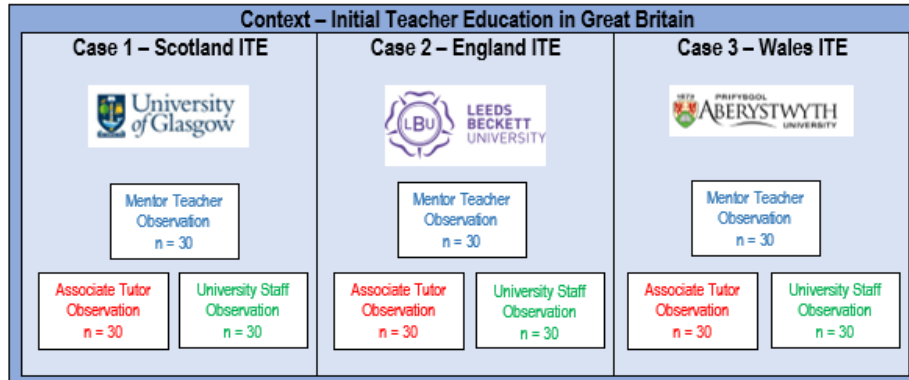 Context – Initial Teacher Education in Great Britain
Case 1 – Scotland ITE
University
of Glasgow
Mentor Teacher
Observation
n = 30
Associate Tutor
Observation
n = 30
University Staff
Observation
n = 30
Case 2 – England ITE
LBU
LEEDS
BECKETT
UNIVERSITY
Mentor Teacher
Observation
n = 30
Associate Tutor
Observation
n = 30
University Staff
Observation
n = 30
Case 3 – Wales ITE
1872
PRIFYSGOL
ABERYSTWYTH
UNIVERSITY
Mentor Teacher
Observation
n = 30
Associate Tutor
Observation
n = 30
University Staff
Observation
n = 30